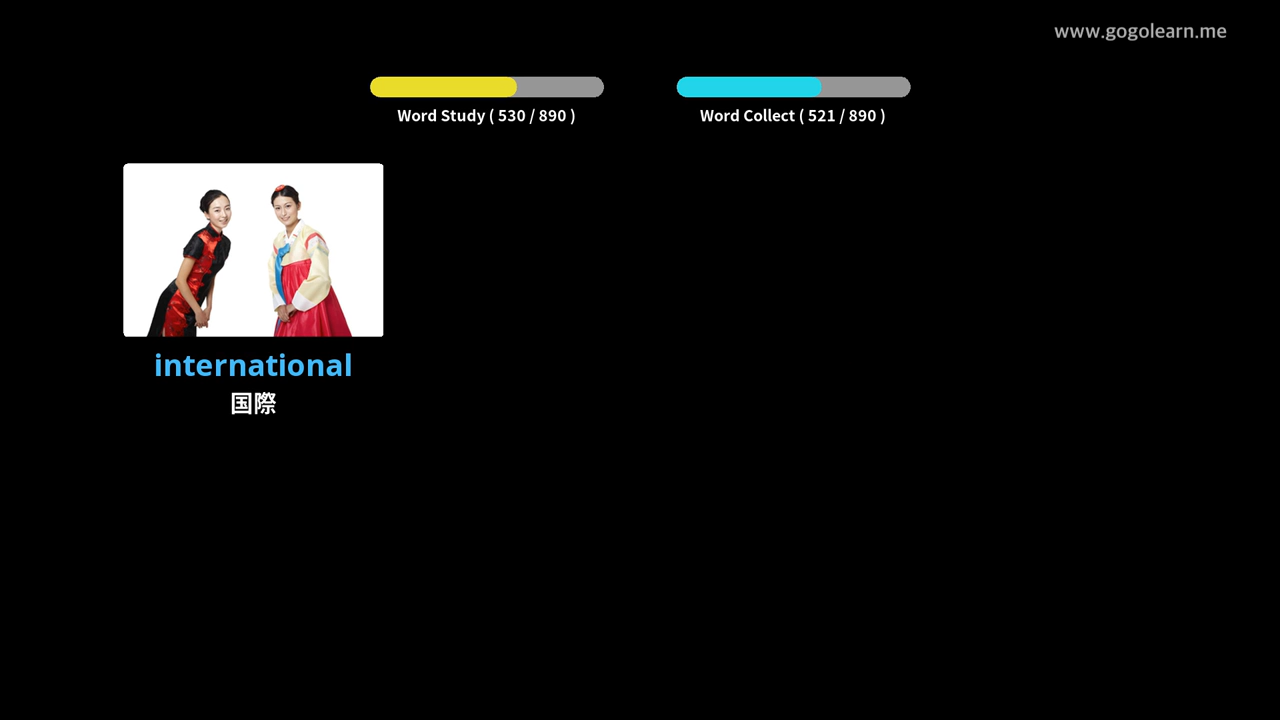 www.gogolearn.me
Word Study ( 530 / 890 )
Word Collect ( 521 / 890 )
international
国際